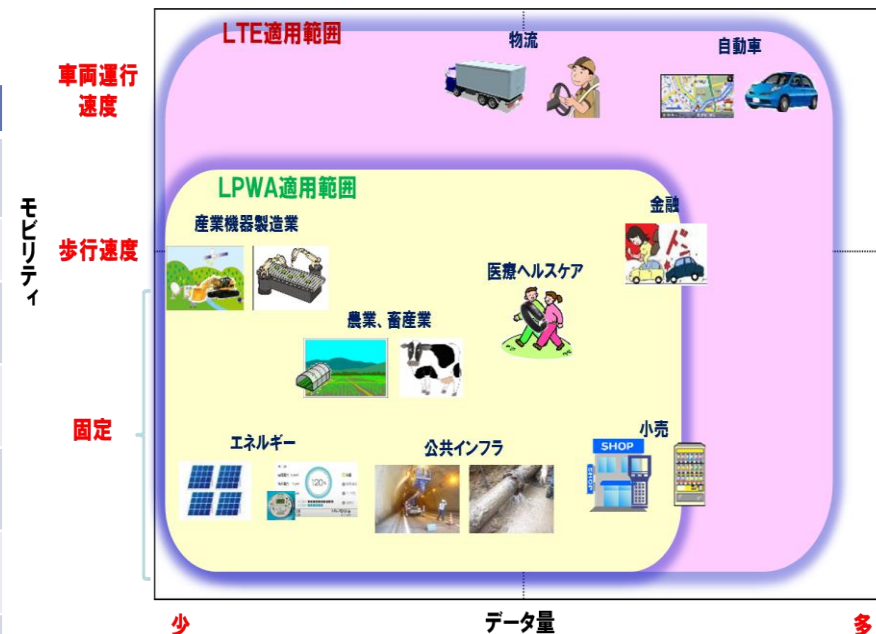 LTE適用範囲
物流
自動車
車両運行
速度
LPWA適用範囲
金融
産業機器製造業
モビリティ
歩行速度
医療ヘルスケア
農業、畜産業
固定
エネルギー
公共インフラ
小売
SHOP
SHOP
120
少
データ量
多